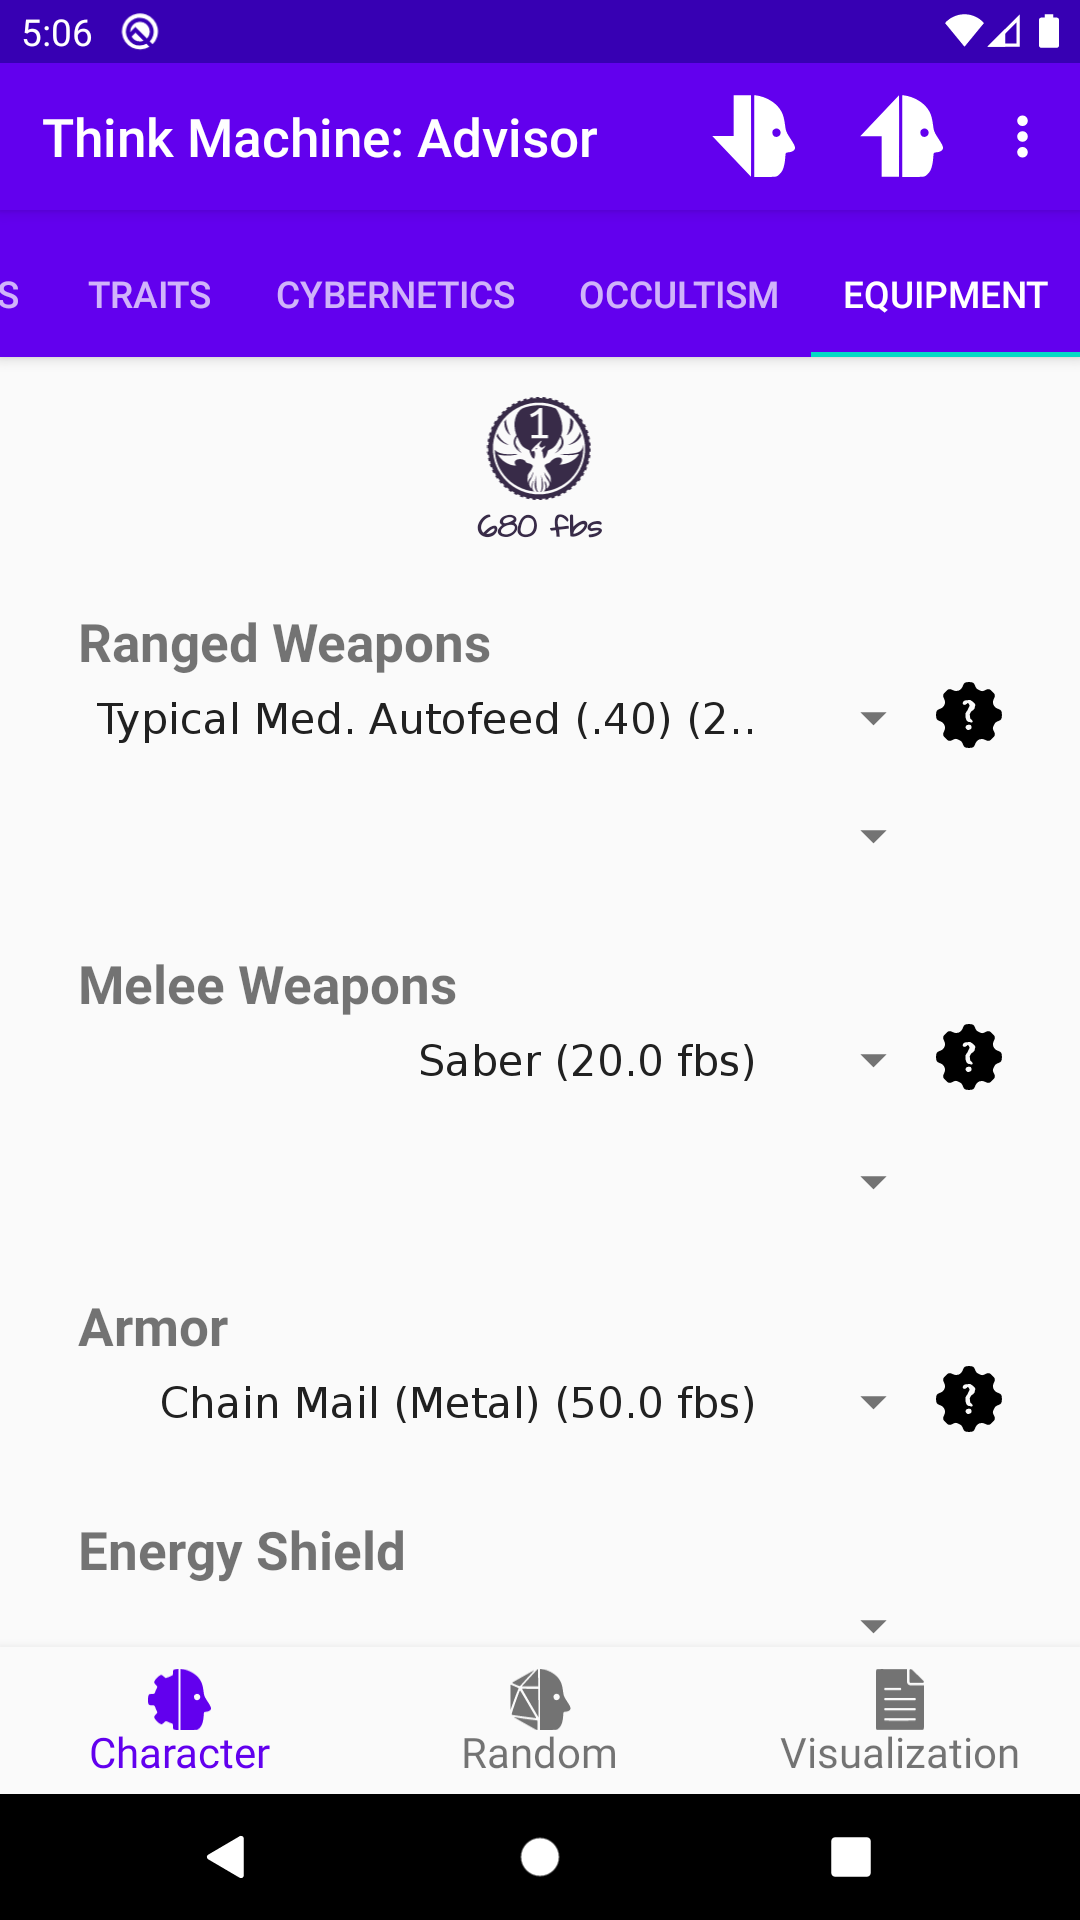 5:06
Think Machine: Advisor
S TRAITS CYBERNETICS OCCULTISM EQUIPMENT
1
680 fbs
Ranged Weapons
Typical Med. Autofeed (.40) (2..
?
Melee Weapons
Saber (20.0 fbs)
?
Armor
Chain Mail (Metal) (50.0 fbs)
?
Energy Shield
Character Random Visualization